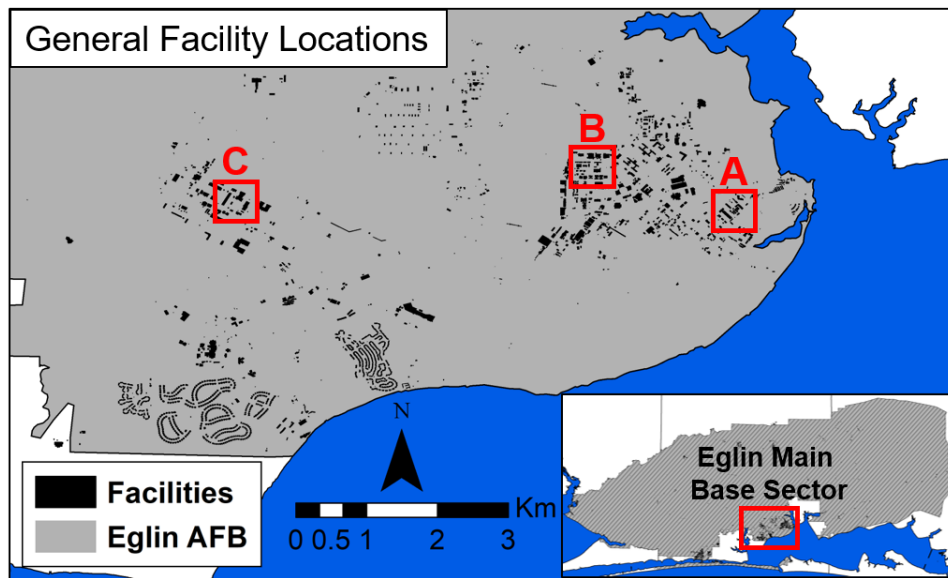 General Facility Locations
B
C
A
N
Eglin Main
Base Sector
Facilities
Eglin AFB
Km
0 0.5 1 2 3